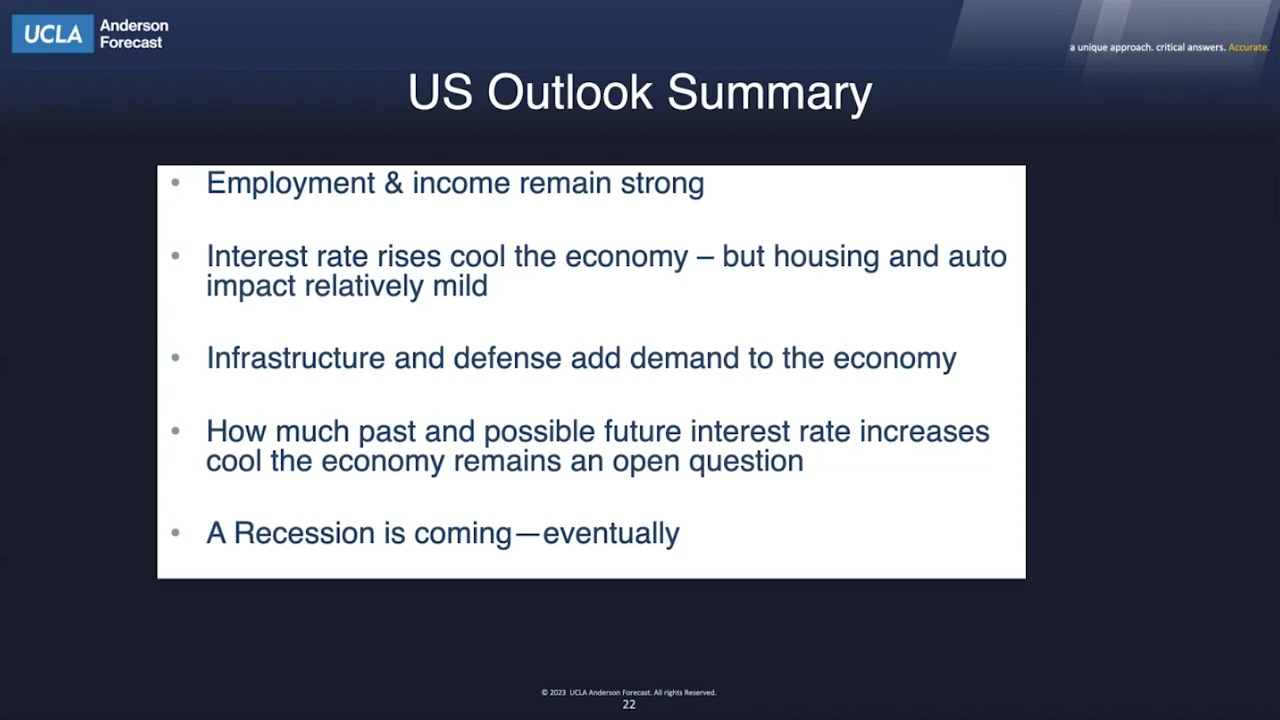 UCLA Anderson
Forecast
a unique approach. critical answers. Accurate.
US Outlook Summary
• Employment & income remain strong
• Interest rate rises cool the economy – but housing and auto
impact relatively mild
• Infrastructure and defense add demand to the economy
• How much past and possible future interest rate increases
cool the economy remains an open question
• A Recession is coming—eventually
© 2023 UCLA Anderson Forecast. All rights Reserved.
22